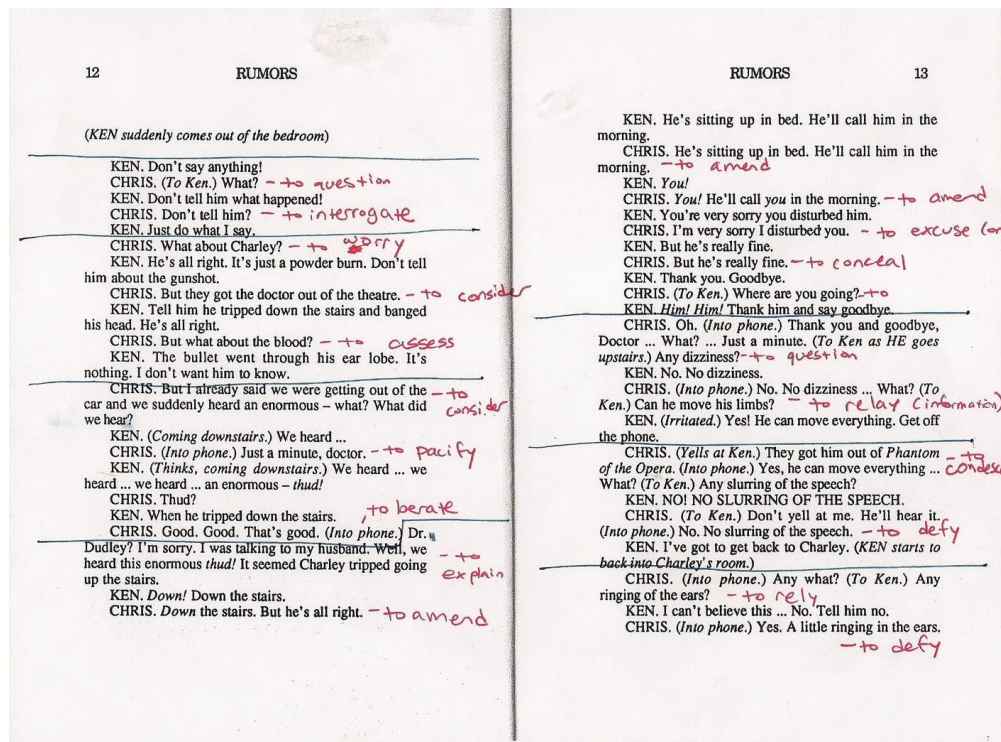 12 RUMORS
(KEN suddenly comes out of the bedroom)
KEN. Don't say anything!
CHRIS. (To Ken.) What? – to question
KEN. Don't tell him what happened!
CHRIS. Don't tell him? – to interrogate
KEN. Just do what I say.
CHRIS. What about Charley? – to worry
KEN. He's all right. It's just a powder burn. Don't tell
him about the gunshot.
CHRIS. But they got the doctor out of the theatre. – to consider
KEN. Tell him he tripped down the stairs and banged
his head. He's all right.
CHRIS. But what about the blood? – to assess
KEN. The bullet went through his ear lobe. It's
nothing. I don't want him to know.
CHRIS. But I already said we were getting out of the – to
car and we suddenly heard an enormous – what? What did consider
we hear?
KEN. (Coming downstairs.) We heard ...
CHRIS. (Into phone.) Just a minute, doctor. – to pacify
KEN. (Thinks, coming downstairs.) We heard ... we
heard ... we heard ... an enormous – thud!
CHRIS. Thud?
KEN. When he tripped down the stairs. to berate
CHRIS. Good. Good. That's good. (Into phone.) Dr.
Dudley? I'm sorry. I was talking to my husband. Well, we
heard this enormous thud! It seemed Charley tripped going – to
up the stairs. explain
KEN. Down! Down the stairs.
CHRIS. Down the stairs. But he's all right. – to amend
RUMORS 13
KEN. He's sitting up in bed. He'll call him in the
morning.
CHRIS. He's sitting up in bed. He'll call him in the
morning. – to amend
KEN. You!
CHRIS. You! He'll call you in the morning. – to amend
KEN. You're very sorry you disturbed him.
CHRIS. I'm very sorry I disturbed you. – to excuse
KEN. But he's really fine.
CHRIS. But he's really fine. – to conceal
KEN. Thank you. Goodbye.
CHRIS. (To Ken.) Where are you going? – to
KEN. Him! Him! Thank him and say goodbye.
CHRIS. Oh. (Into phone.) Thank you and goodbye,
Doctor ... What? ... Just a minute. (To Ken as HE goes
upstairs.) Any dizziness? – to question
KEN. No. No dizziness.
CHRIS. (Into phone.) No. No dizziness ... What? (To
Ken.) Can he move his limbs? – to relay (information)
KEN. (Irritated.) Yes! He can move everything. Get off
the phone.
CHRIS. (Yells at Ken.) They got him out of Phantom – to
of the Opera. (Into phone.) Yes, he can move everything ...
What? (To Ken.) Any slurring of the speech?
KEN. NO! NO SLURRING OF THE SPEECH.
CHRIS. (To Ken.) Don't yell at me. He'll hear it.
(Into phone.) No. No slurring of the speech. – to defy
KEN. I've got to get back to Charley. (KEN starts to
back into Charley's room.)
CHRIS. (Into phone.) Any what? (To Ken.) Any
ringing of the ears? – to rely
KEN. I can't believe this ... No. Tell him no.
CHRIS. (Into phone.) Yes. A little ringing in the ears.
– to defy